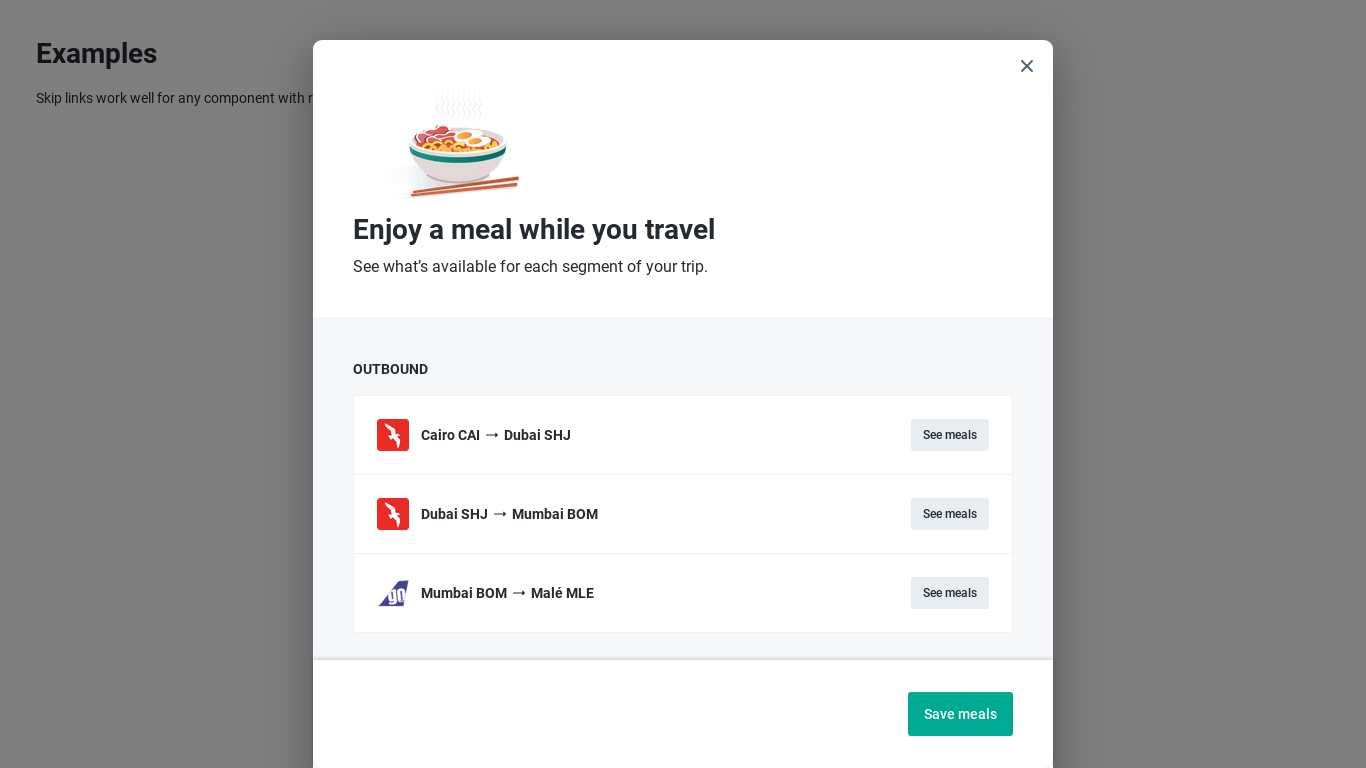 Examples
Skip links work well for any component with
Enjoy a meal while you travel
See what’s available for each segment of your trip.
OUTBOUND
Cairo CAI → Dubai SHJ
See meals
Dubai SHJ → Mumbai BOM
See meals
go
Mumbai BOM → Malé MLE
See meals
Save meals